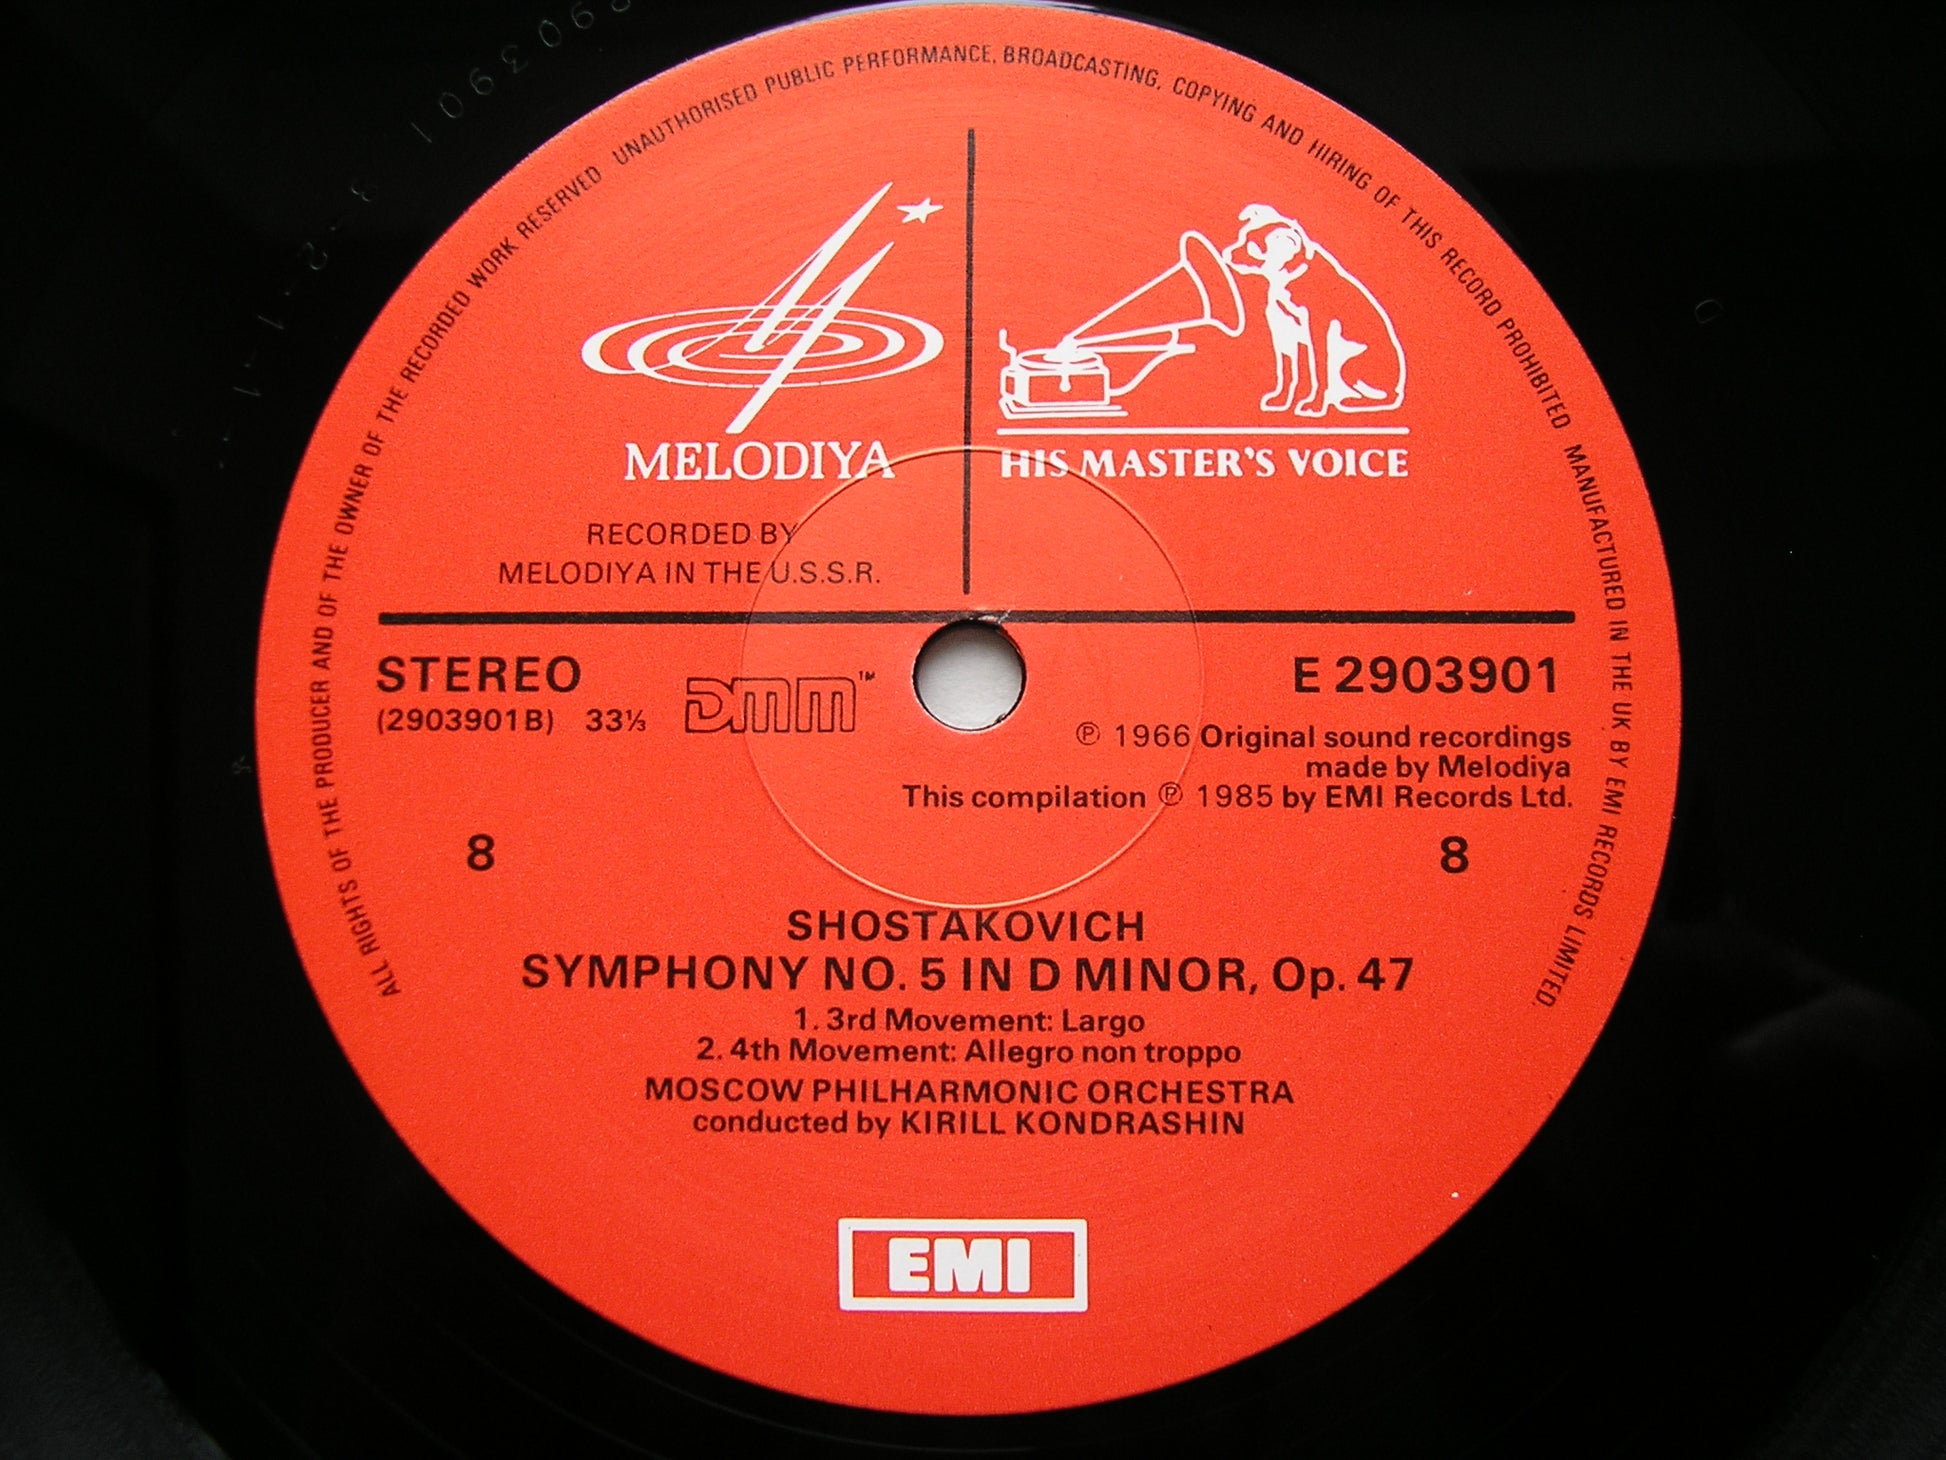 ALL RIGHTS OF THE PRODUCER AND OF THE OWNER OF THE RECORDED WORK RESERVED UNAUTHORISED PUBLIC PERFORMANCE, BROADCASTING, COPYING AND HIRING OF THIS RECORD PROHIBITED MANUFACTURED IN THE UK BY EMI RECORDS LIMITED.
MELODIYA
HIS MASTER'S VOICE
RECORDED BY
MELODIYA IN THE U.S.S.R.
STEREO
(2903901B) 33⅓
DMM™
E 2903901
℗ 1966 Original sound recordings
made by Melodiya
This compilation ℗ 1985 by EMI Records Ltd.
8
8
SHOSTAKOVICH
SYMPHONY NO. 5 IN D MINOR, Op. 47
1. 3rd Movement: Largo
2. 4th Movement: Allegro non troppo
MOSCOW PHILHARMONIC ORCHESTRA
conducted by KIRILL KONDRASHIN
EMI